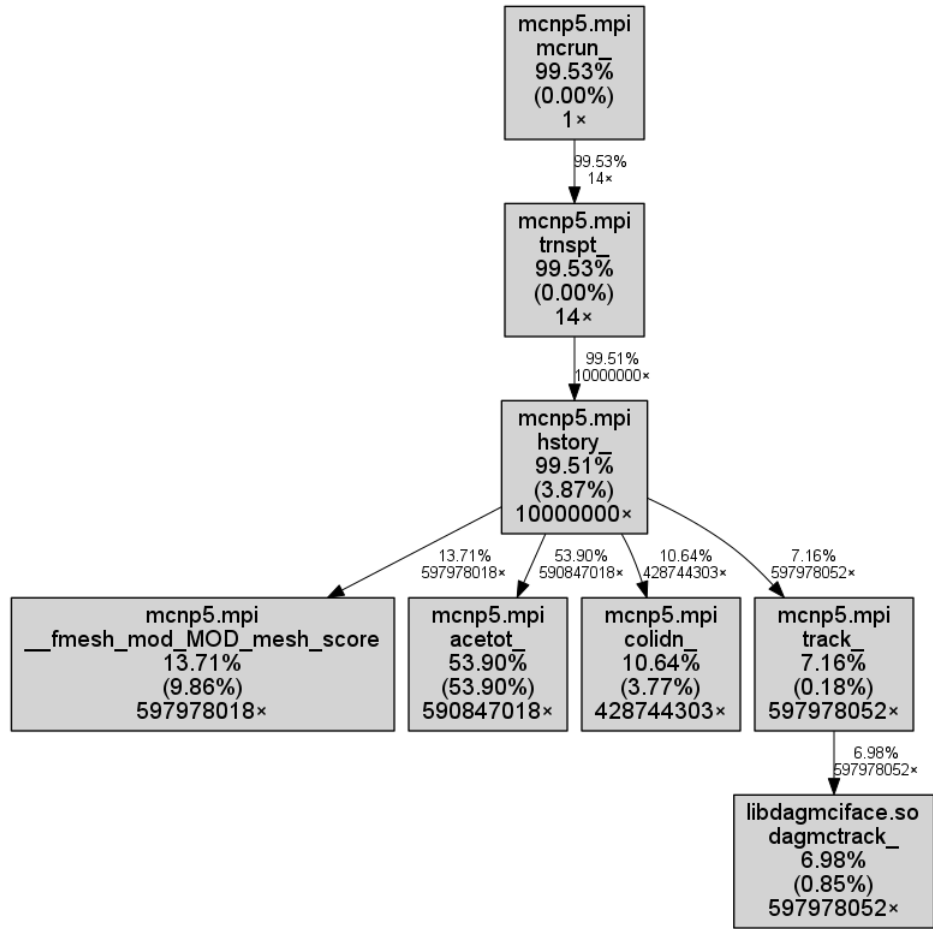 mcnp5.mpi
mcrun_
99.53%
(0.00%)
1×
99.53%
14×
mcnp5.mpi
trnspt_
99.53%
(0.00%)
14×
99.51%
10000000×
mcnp5.mpi
hstory_
99.51%
(3.87%)
10000000×
13.71%
597978018×
53.90%
590847018×
10.64%
428744303×
7.16%
597978052×
mcnp5.mpi
__fmesh_mod_MOD_mesh_score
13.71%
(9.86%)
597978018×
mcnp5.mpi
acetot_
53.90%
(53.90%)
590847018×
mcnp5.mpi
colidn_
10.64%
(3.77%)
428744303×
mcnp5.mpi
track_
7.16%
(0.18%)
597978052×
6.98%
597978052×
libdagmciface.so
dagmctrack_
6.98%
(0.85%)
597978052×